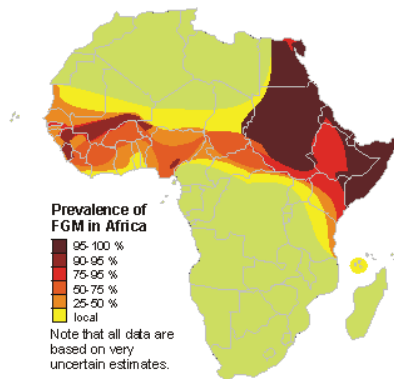 Prevalence of
FGM in Africa
95-100 %
90-95 %
75-95 %
50-75 %
25-50 %
local
Note that all data are
based on very
uncertain estimates.